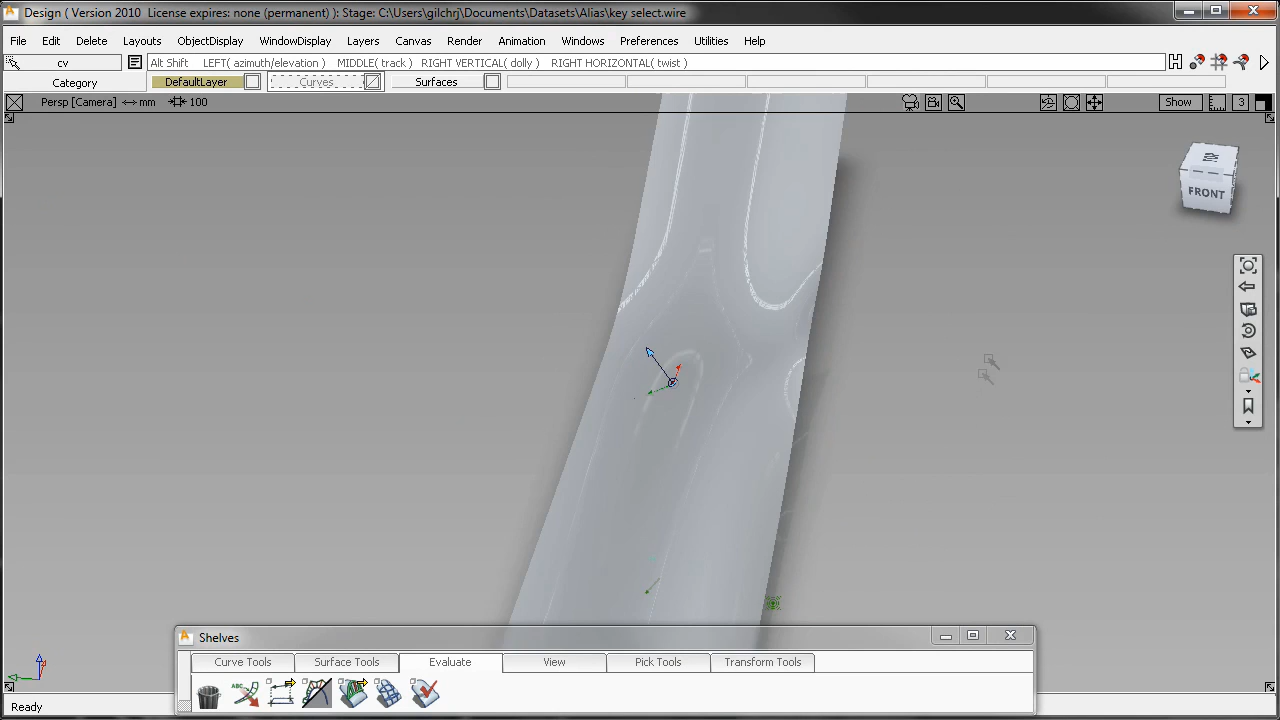 Design ( Version 2010 License expires: none (permanent) ): Stage: C:\Users\gilchrj\Documents\Datasets\Alias\key select.wire
File Edit Delete Layouts ObjectDisplay WindowDisplay Layers Canvas Render Animation Windows Preferences Utilities Help
cv Alt Shift LEFT( azimuth/elevation ) MIDDLE( track ) RIGHT VERTICAL( dolly ) RIGHT HORIZONTAL( twist )
Category DefaultLayer Curves Surfaces
Persp [Camera] mm 100 Show 3
FRONT
Shelves
Curve Tools Surface Tools Evaluate View Pick Tools Transform Tools
ABC
Ready